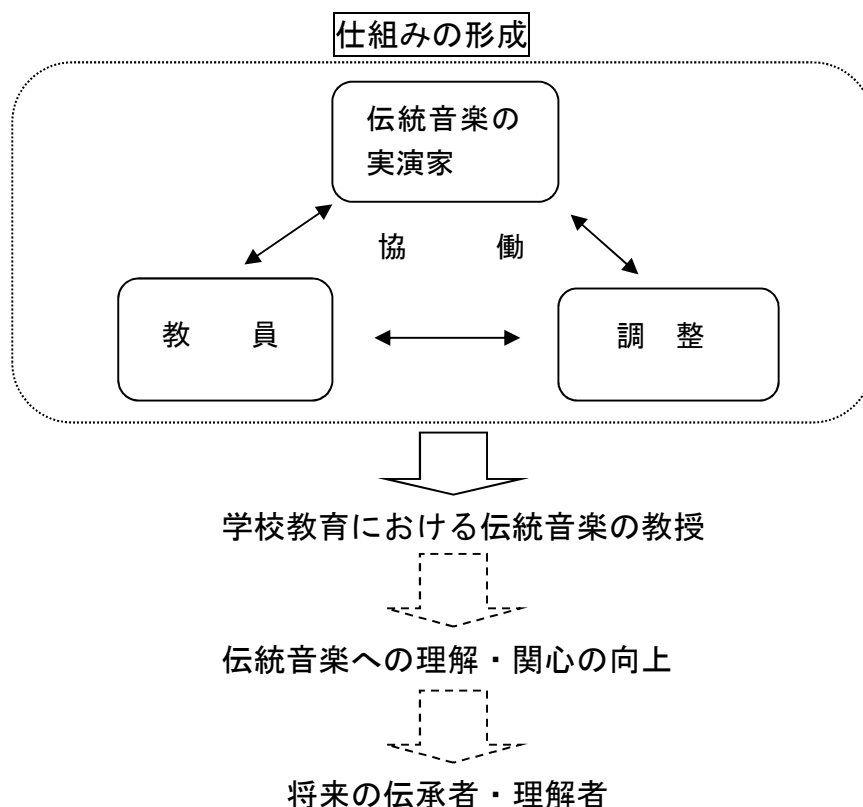 仕組みの形成
伝統音楽の
実演家
協 働
教 員
調 整
学校教育における伝統音楽の教授
伝統音楽への理解・関心の向上
将来の伝承者・理解者